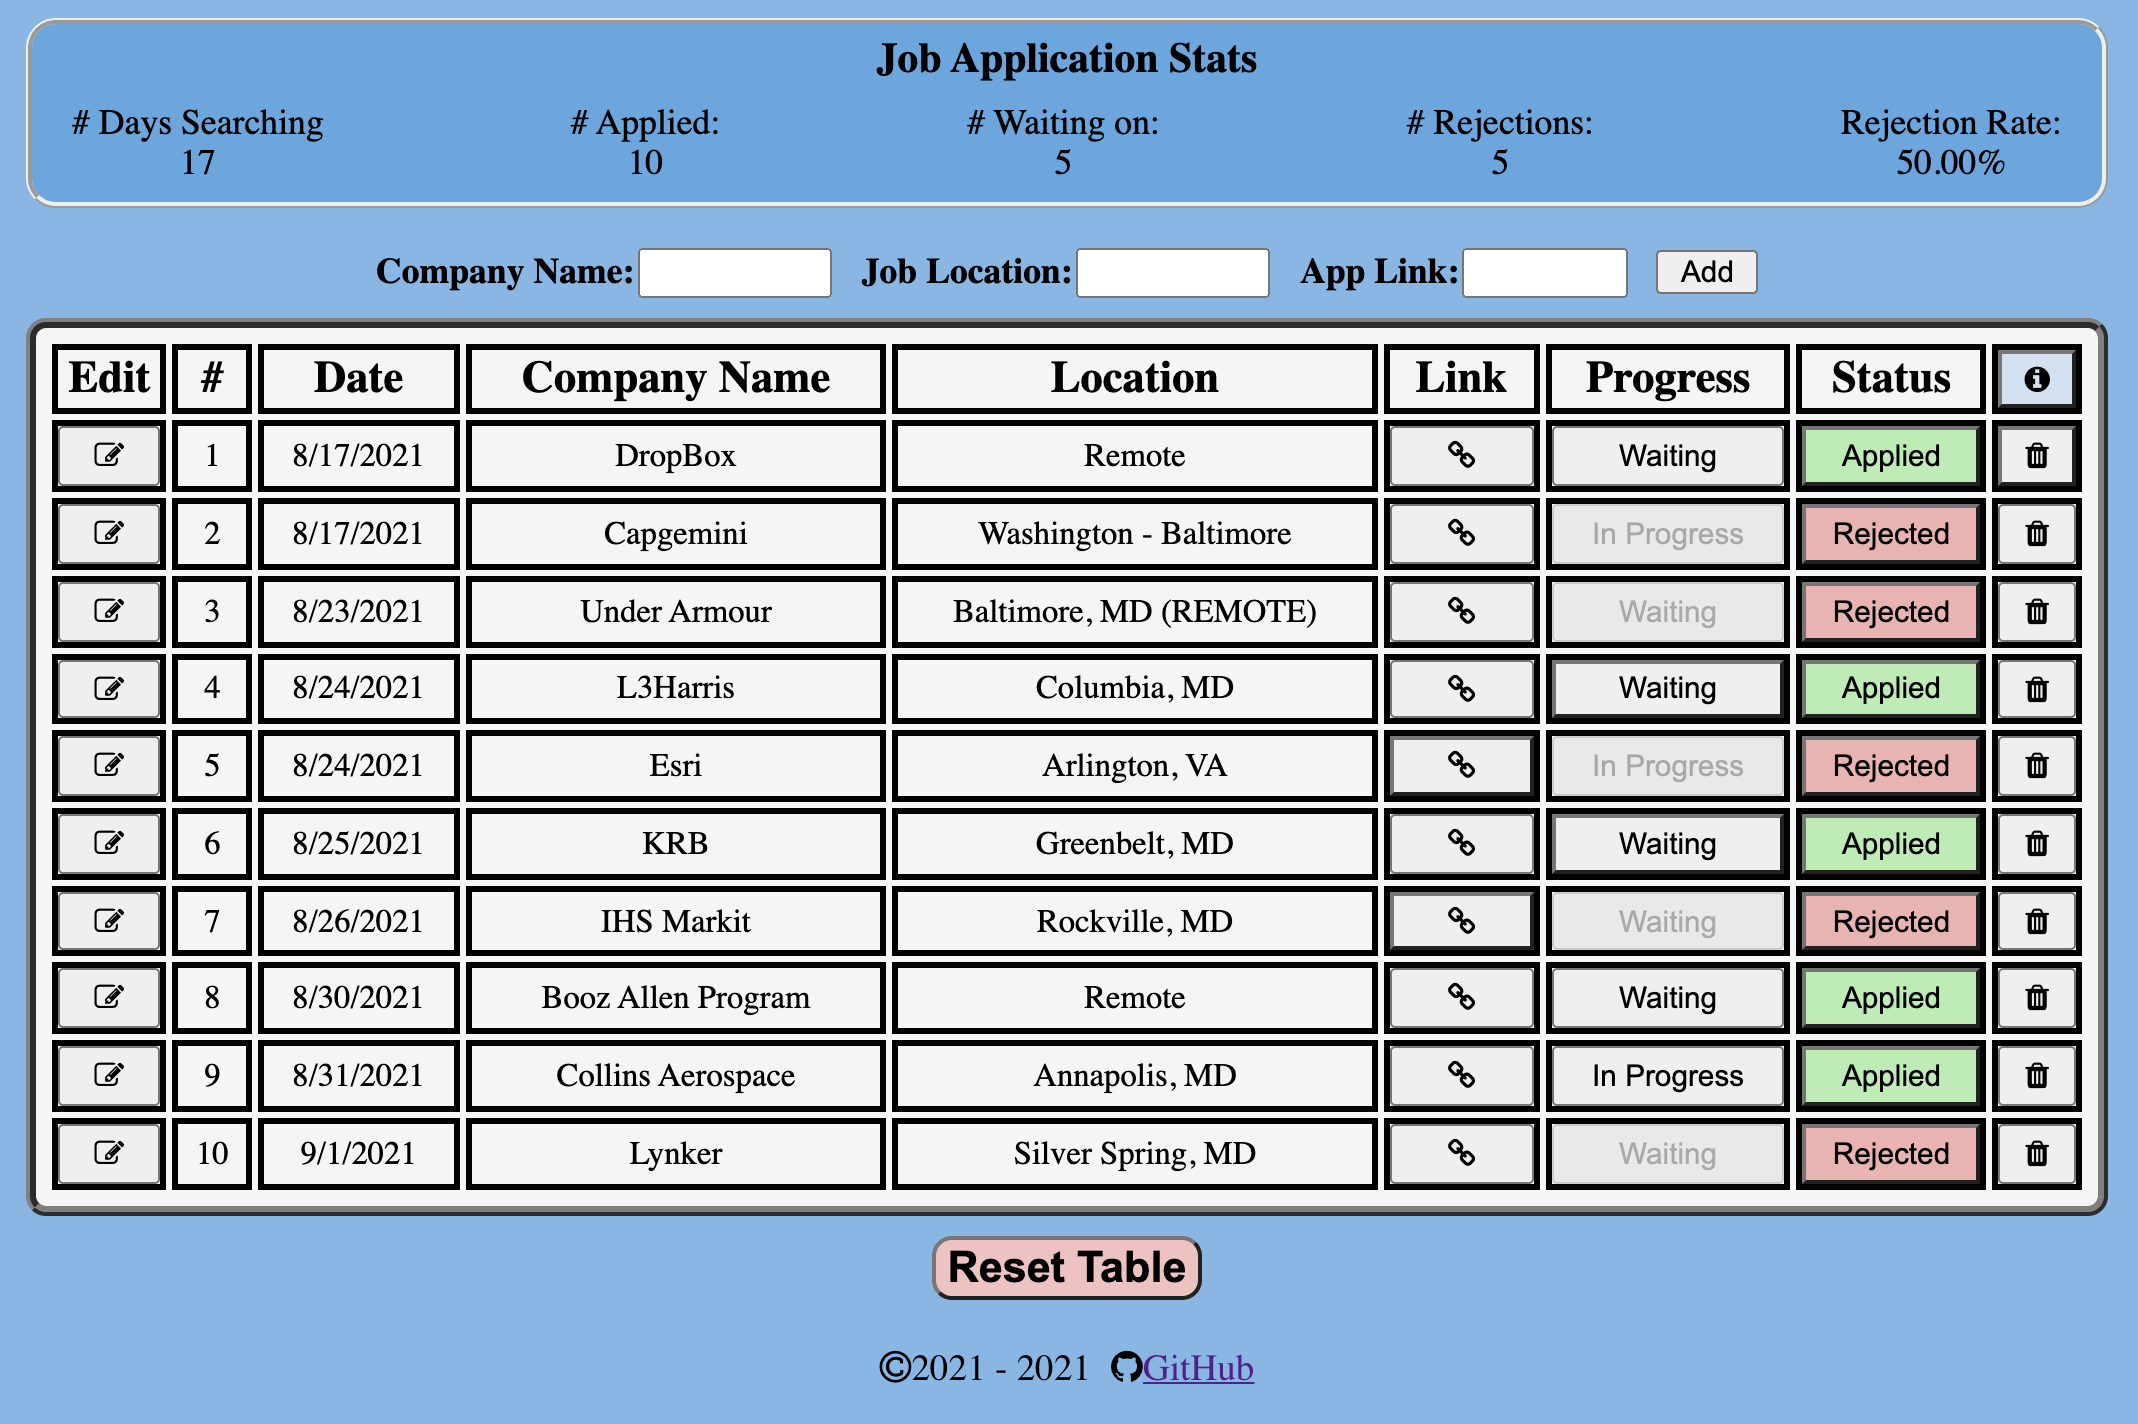 Job Application Stats
# Days Searching # Applied: # Waiting on: # Rejections: Rejection Rate:
17 10 5 5 50.00%
Company Name: Job Location: App Link: Add
Edit # Date Company Name Location Link Progress Status
1 8/17/2021 DropBox Remote Waiting Applied
2 8/17/2021 Capgemini Washington - Baltimore In Progress Rejected
3 8/23/2021 Under Armour Baltimore, MD (REMOTE) Waiting Rejected
4 8/24/2021 L3Harris Columbia, MD Waiting Applied
5 8/24/2021 Esri Arlington, VA In Progress Rejected
6 8/25/2021 KRB Greenbelt, MD Waiting Applied
7 8/26/2021 IHS Markit Rockville, MD Waiting Rejected
8 8/30/2021 Booz Allen Program Remote Waiting Applied
9 8/31/2021 Collins Aerospace Annapolis, MD In Progress Applied
10 9/1/2021 Lynker Silver Spring, MD Waiting Rejected
Reset Table
©2021 - 2021 GitHub